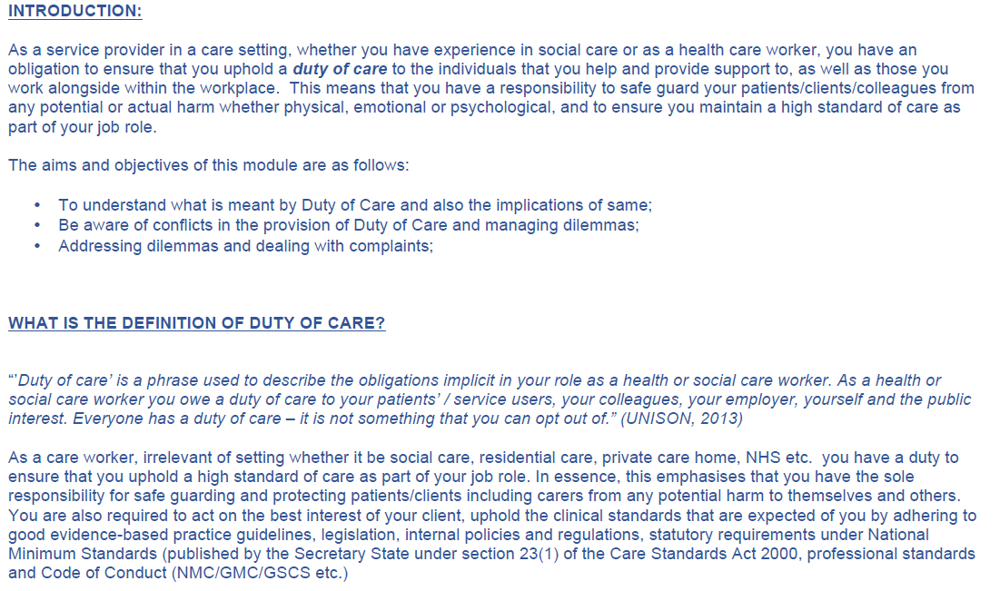 INTRODUCTION:
As a service provider in a care setting, whether you have experience in social care or as a health care worker, you have an
obligation to ensure that you uphold a duty of care to the individuals that you help and provide support to, as well as those you
work alongside within the workplace.  This means that you have a responsibility to safe guard your patients/clients/colleagues from
any potential or actual harm whether physical, emotional or psychological, and to ensure you maintain a high standard of care as
part of your job role.
The aims and objectives of this module are as follows:
• To understand what is meant by Duty of Care and also the implications of same;
• Be aware of conflicts in the provision of Duty of Care and managing dilemmas;
• Addressing dilemmas and dealing with complaints;
WHAT IS THE DEFINITION OF DUTY OF CARE?
“’Duty of care’ is a phrase used to describe the obligations implicit in your role as a health or social care worker. As a health or
social care worker you owe a duty of care to your patients’ / service users, your colleagues, your employer, yourself and the public
interest. Everyone has a duty of care – it is not something that you can opt out of.” (UNISON, 2013)
As a care worker, irrelevant of setting whether it be social care, residential care, private care home, NHS etc.  you have a duty to
ensure that you uphold a high standard of care as part of your job role. In essence, this emphasises that you have the sole
responsibility for safe guarding and protecting patients/clients including carers from any potential harm to themselves and others.
You are also required to act on the best interest of your client, uphold the clinical standards that are expected of you by adhering to
good evidence-based practice guidelines, legislation, internal policies and regulations, statutory requirements under National
Minimum Standards (published by the Secretary State under section 23(1) of the Care Standards Act 2000, professional standards
and Code of Conduct (NMC/GMC/GSCS etc.)